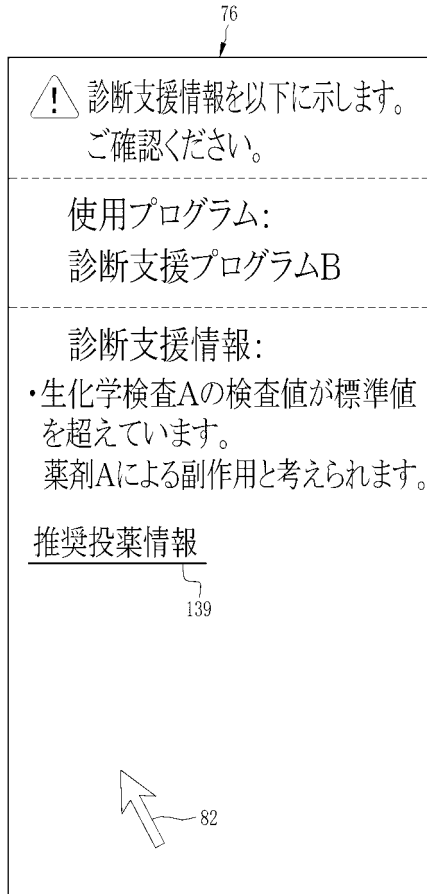 76
診断支援情報を以下に示します。
ご確認ください。
使用プログラム:
診断支援プログラムB
診断支援情報:
・生化学検査Aの検査値が標準値
を超えています。
薬剤Aによる副作用と考えられます。
推奨投薬情報
139
82